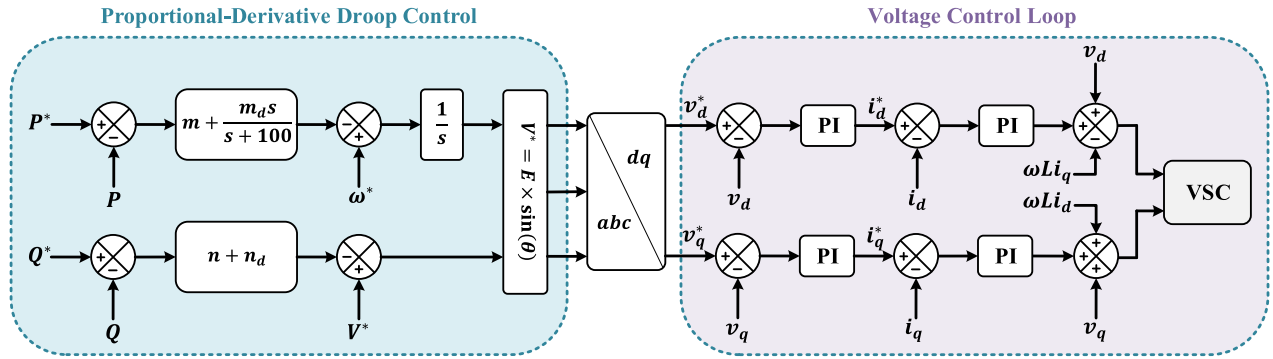 Proportional-Derivative Droop Control
Voltage Control Loop
P*
+
−
P
m + m_d s / s + 100
−
+
ω*
1/s
Q*
+
−
Q
n + n_d
−
+
V*
V* = E × sin(θ)
dq
abc
v_d*
+
−
v_d
PI
i_d*
+
−
i_d
PI
v_d
+
+
−
ωLi_q
v_q*
+
−
v_q
PI
i_q*
+
−
i_q
PI
ωLi_d
+
+
+
v_q
VSC